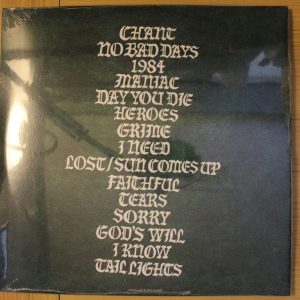 CHANT
NO BAD DAYS
1984
MANIAC
DAY YOU DIE
HEROES
GRIME
I NEED
LOST/SUN COMES UP
FAITHFUL
TEARS
SORRY
GOD'S WILL
I KNOW
TAIL LIGHTS